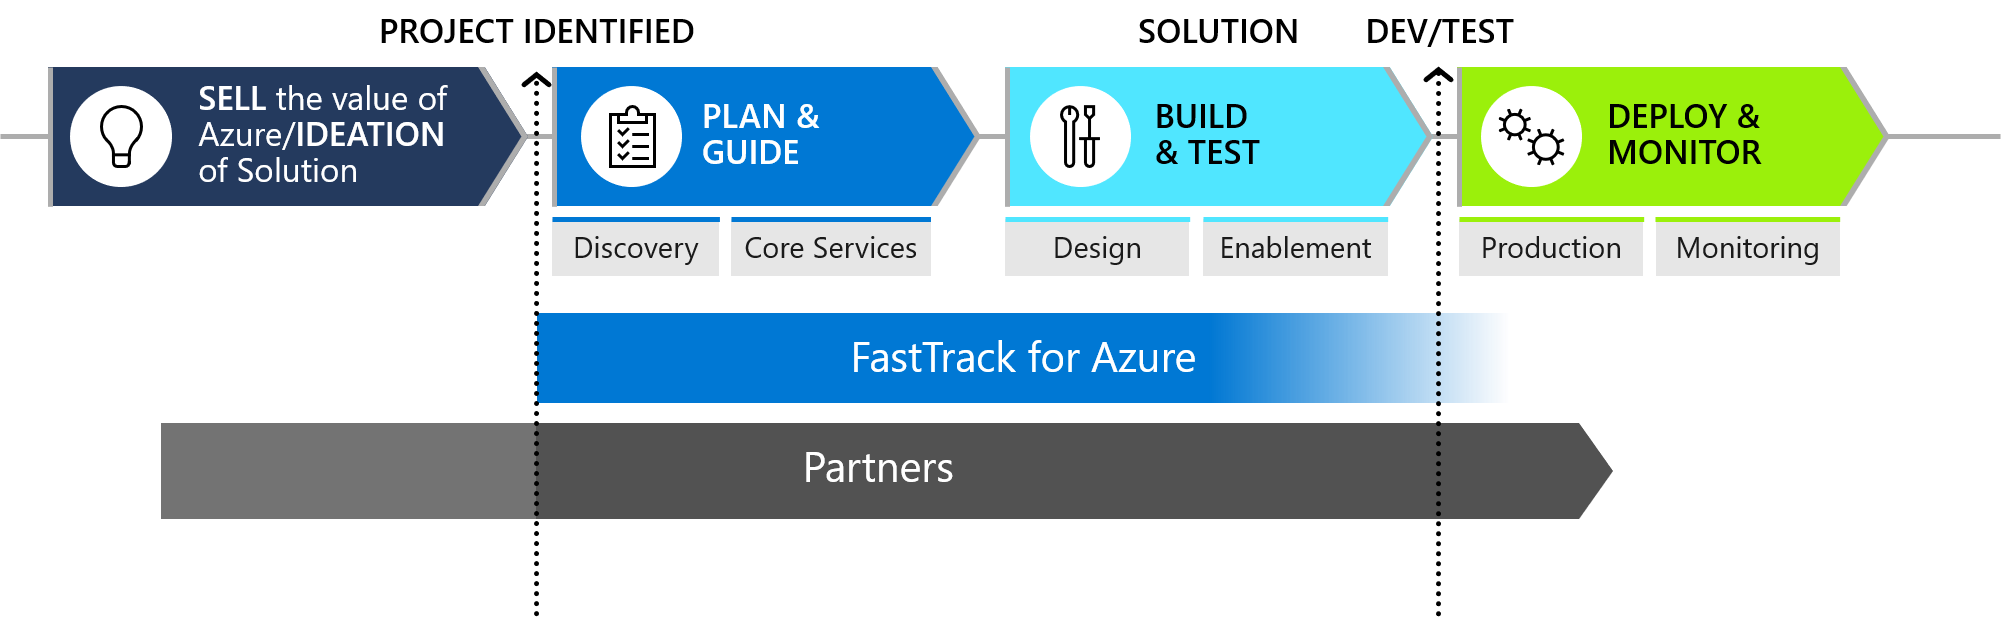 PROJECT IDENTIFIED
SOLUTION
DEV/TEST
SELL the value of
Azure/IDEATION
of Solution
PLAN &
GUIDE
BUILD
& TEST
DEPLOY &
MONITOR
Discovery
Core Services
Design
Enablement
Production
Monitoring
FastTrack for Azure
Partners